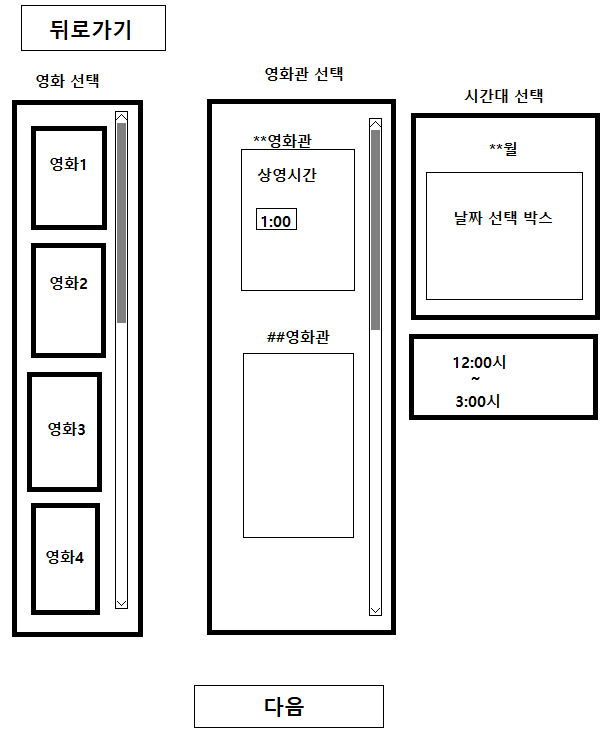 뒤로가기
영화 선택
영화1
영화2
영화3
영화4
영화관 선택
**영화관
상영시간
1:00
##영화관
시간대 선택
**월
날짜 선택 박스
12:00시
~
3:00시
다음